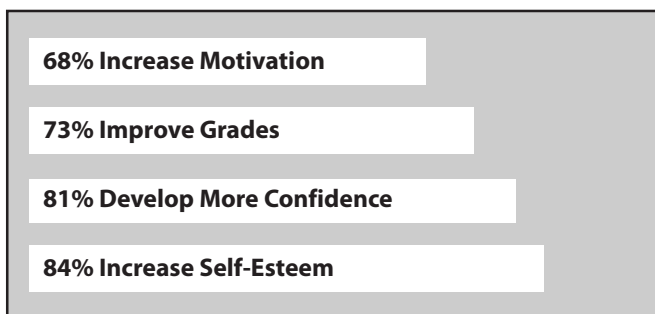 68% Increase Motivation
73% Improve Grades
81% Develop More Confidence
84% Increase Self-Esteem